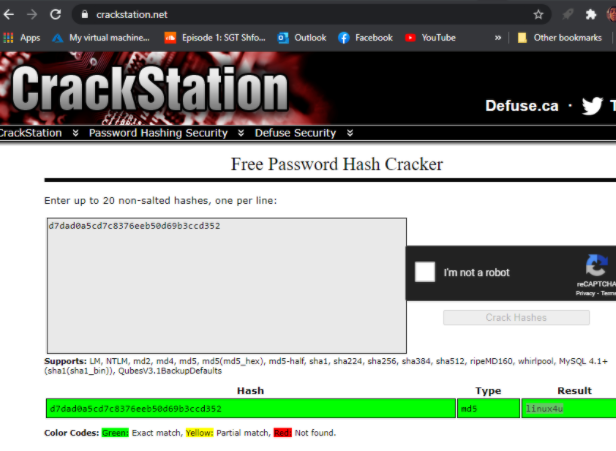 crackstation.net
Apps My virtual machine... Episode 1: SGT Shfo... Outlook Facebook YouTube » Other bookmarks
CrackStation
Defuse.ca · T
CrackStation Password Hashing Security Defuse Security
Free Password Hash Cracker
Enter up to 20 non-salted hashes, one per line:
d7dad0a5cd7c8376eeb50d69b3ccd352
I'm not a robot
reCAPTCHA
Privacy - Terms
Crack Hashes
Supports: LM, NTLM, md2, md4, md5, md5(md5_hex), md5-half, sha1, sha224, sha256, sha384, sha512, ripeMD160, whirlpool, MySQL 4.1+
(sha1(sha1_bin)), QubesV3.1BackupDefaults
Hash Type Result
d7dad0a5cd7c8376eeb50d69b3ccd352 md5 linux4u
Color Codes: Green: Exact match, Yellow: Partial match, Red: Not found.